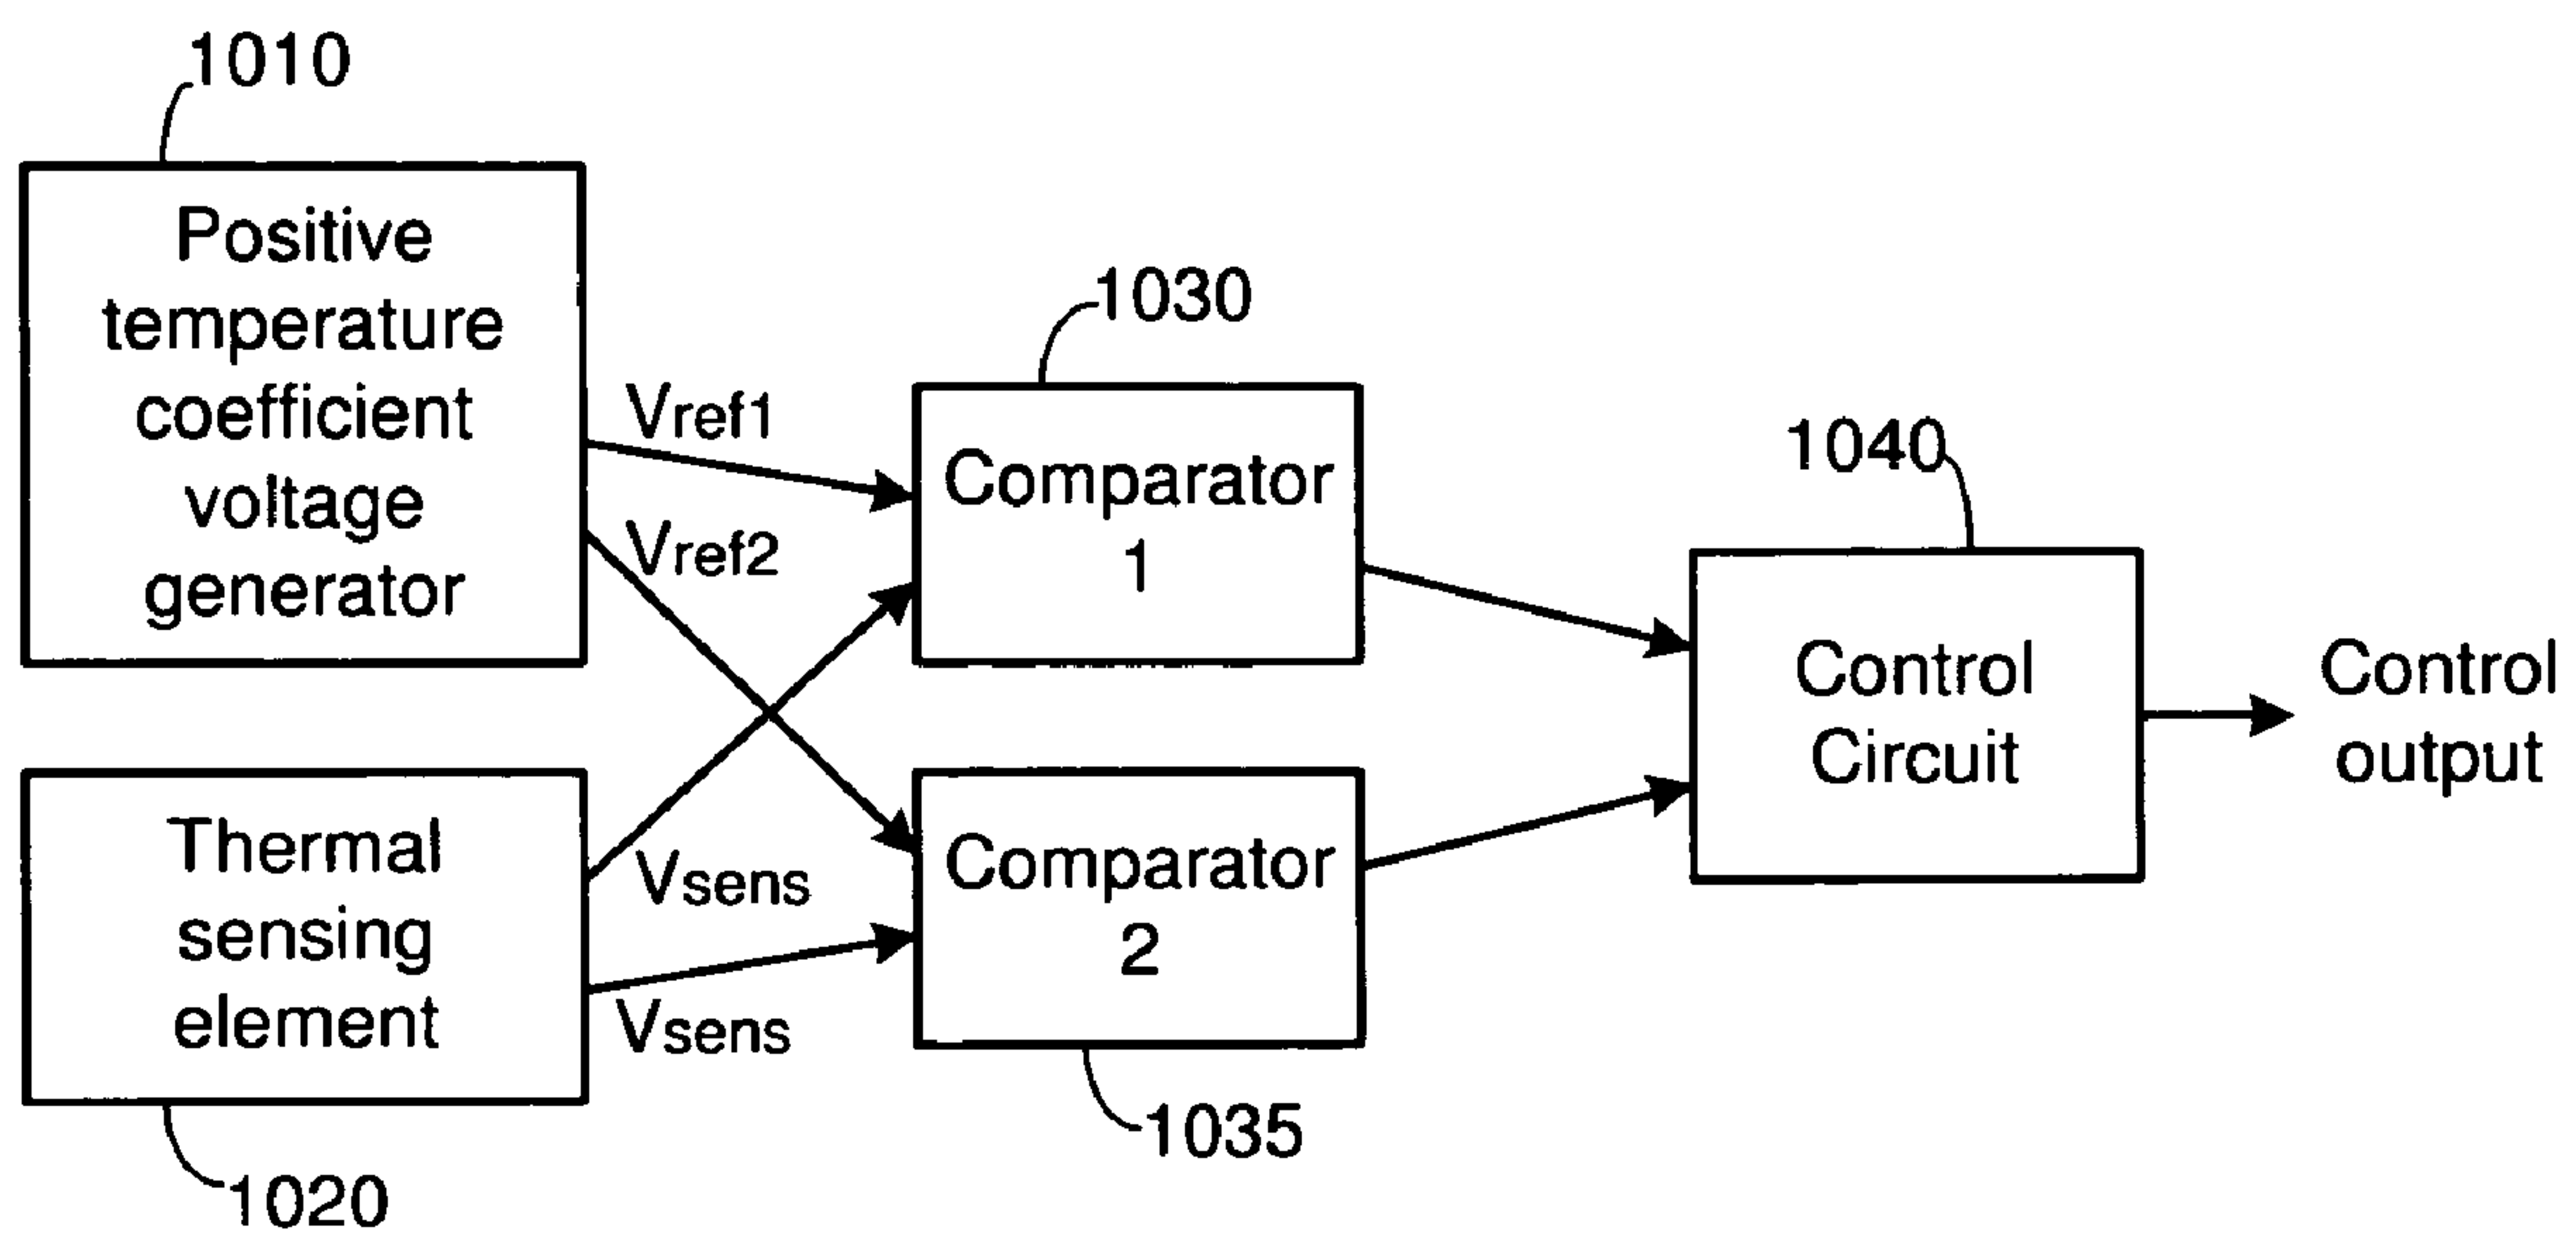 1010
Positive
temperature
coefficient
voltage
generator
Vref1
Vref2
1030
Comparator
1
1040
Control
Circuit
Control
output
Thermal
sensing
element
Vsens
Vsens
Comparator
2
1035
1020